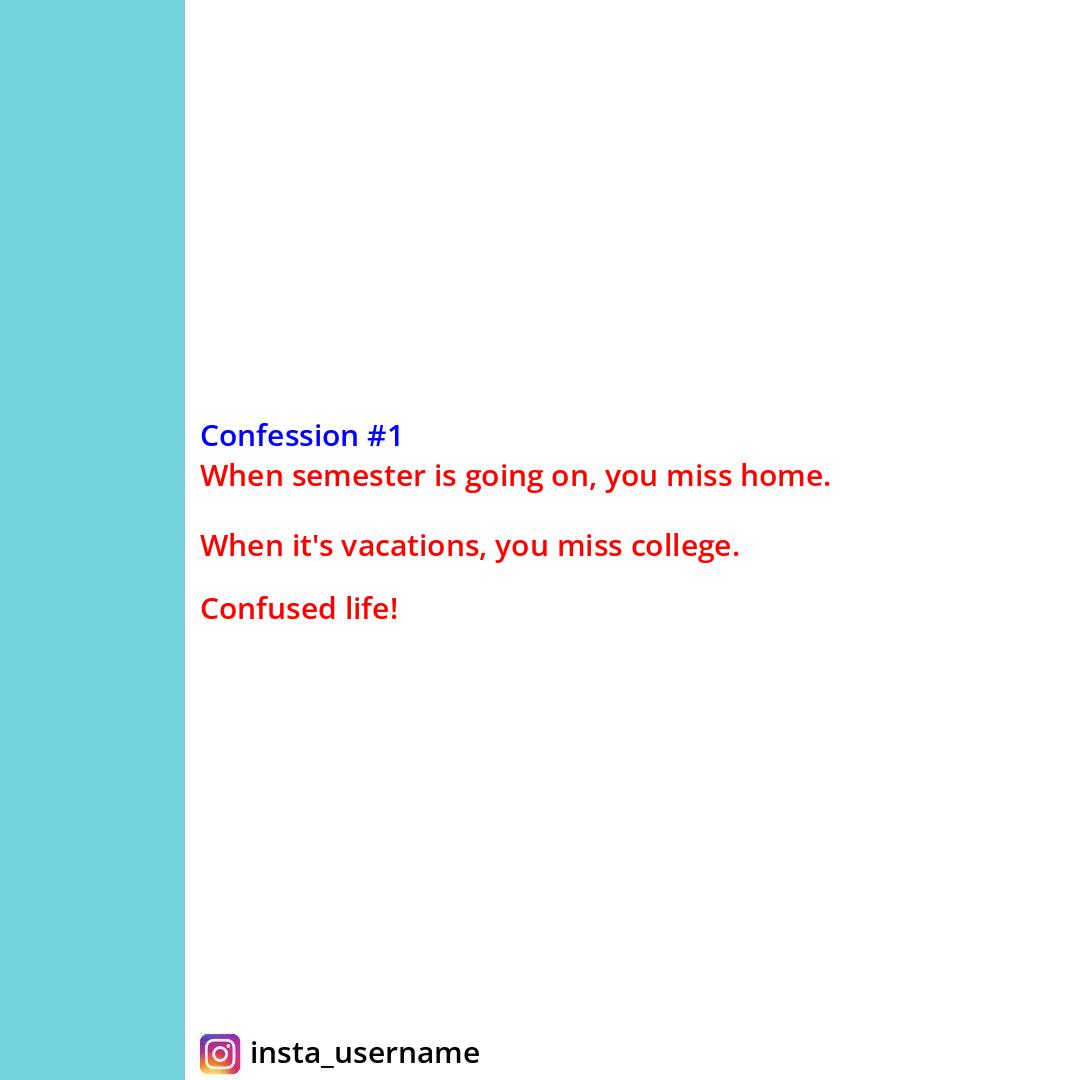 Confession #1
When semester is going on, you miss home.
When it's vacations, you miss college.
Confused life!
insta_username